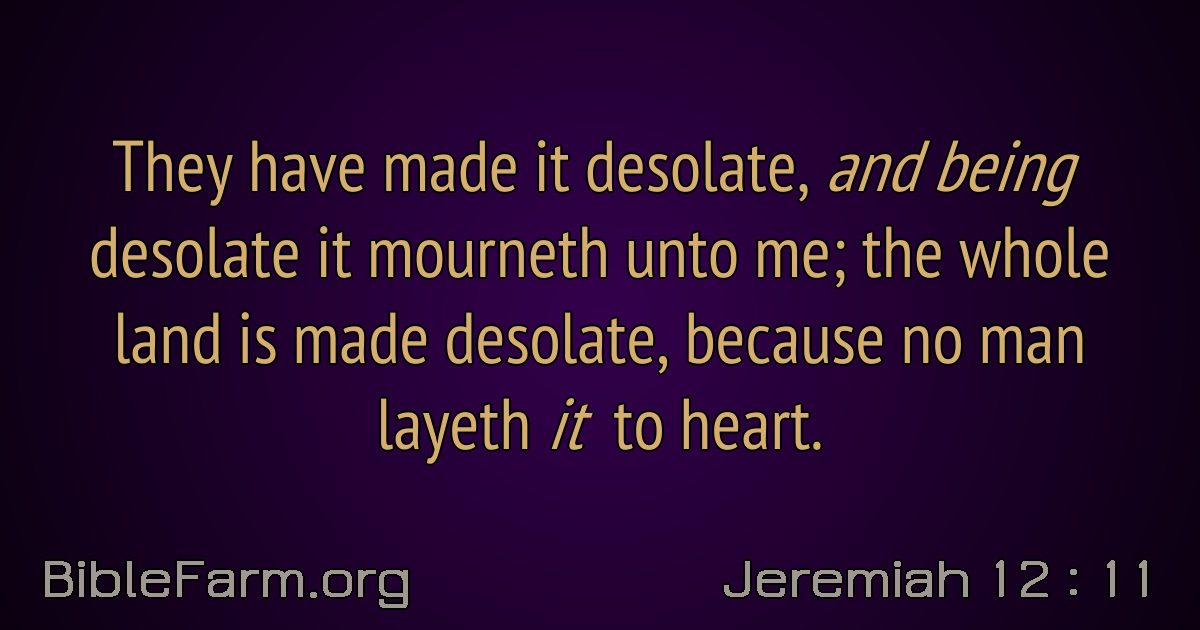 They have made it desolate, and being
desolate it mourneth unto me; the whole
land is made desolate, because no man
layeth it to heart.
BibleFarm.org
Jeremiah 12 : 11